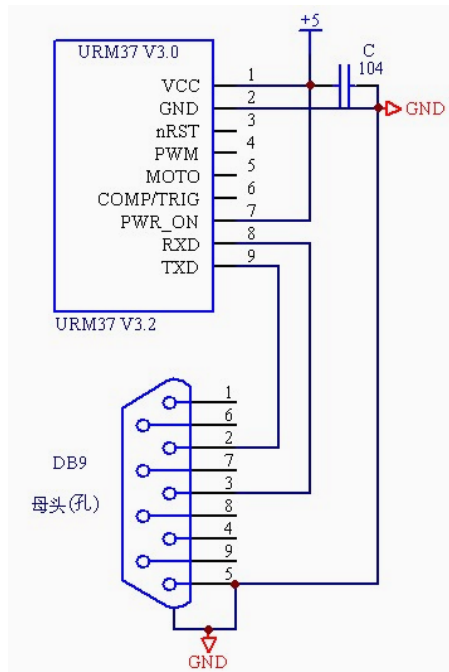 +5
URM37 V3.0
C
104
VCC 1
GND 2
GND
nRST 3
PWM 4
MOTO 5
COMP/TRIG 6
PWR_ON 7
RXD 8
TXD 9
URM37 V3.2
1
6
2
DB9
7
3
母头(孔)
8
4
9
5
GND